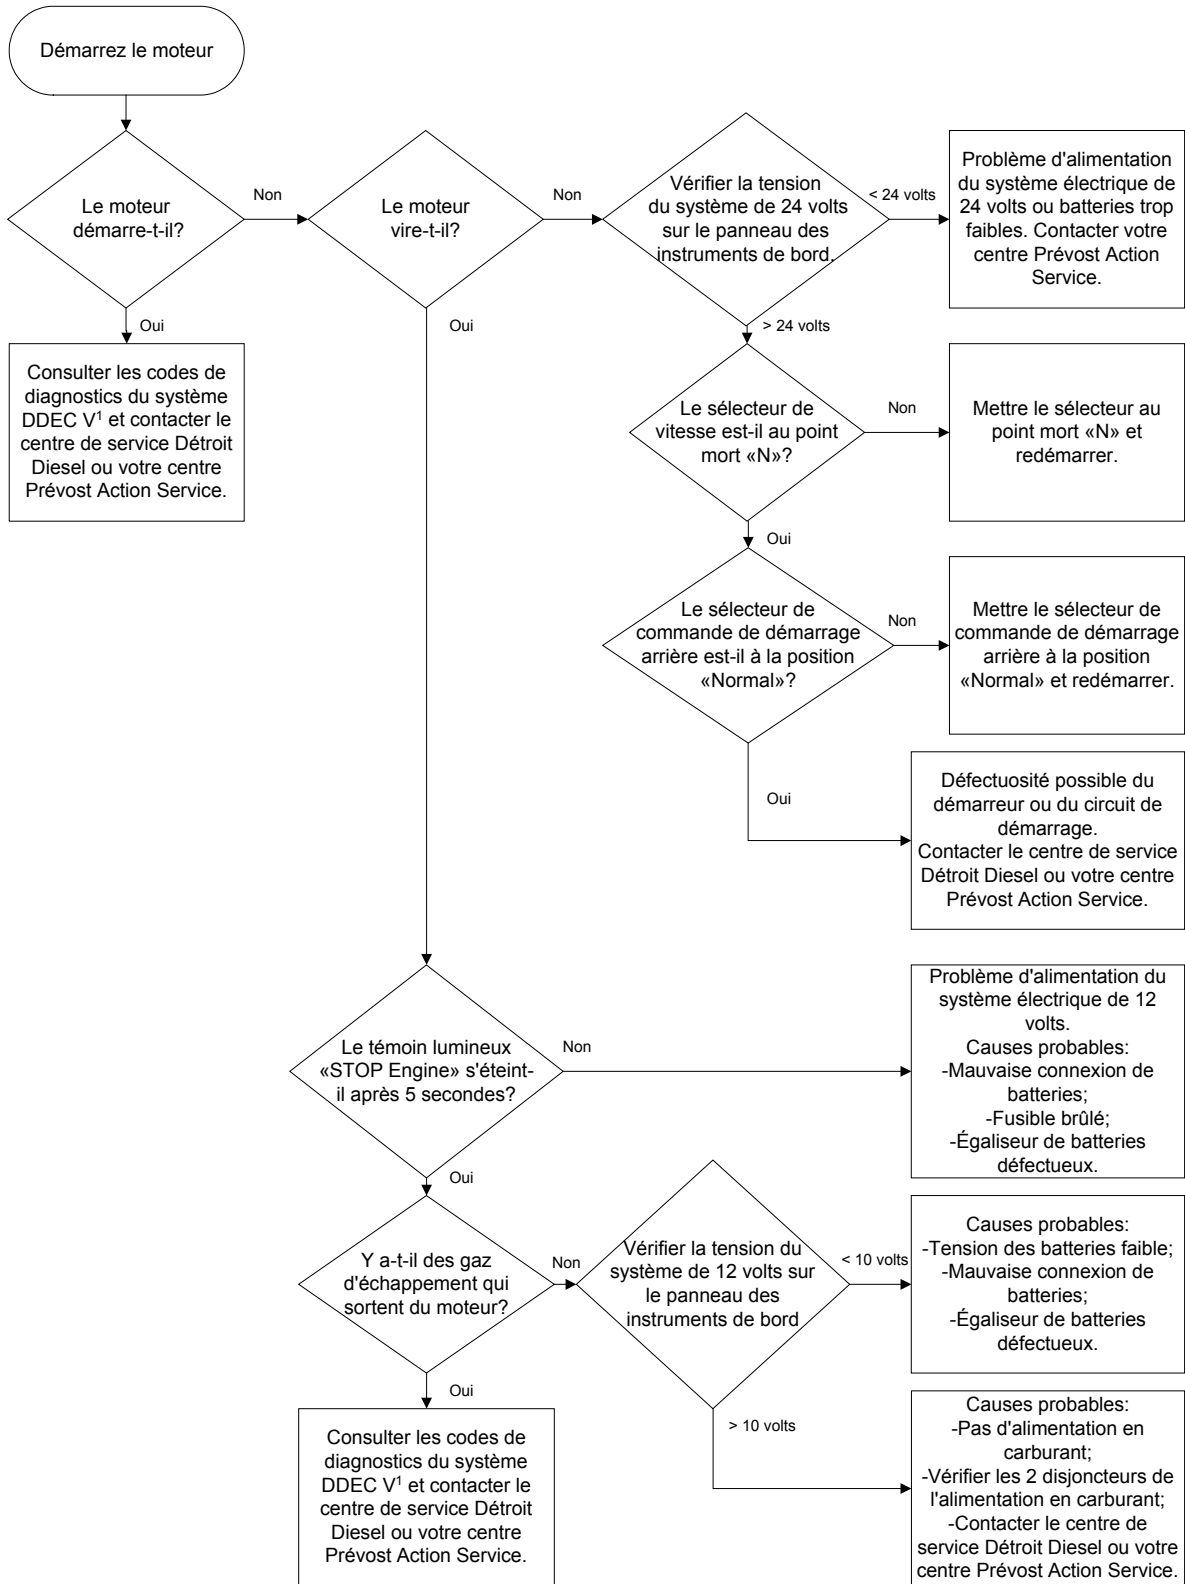 Démarrez le moteur
Le moteur
démarre-t-il?
Non
Le moteur
vire-t-il?
Non
Vérifier la tension
du système de 24 volts
sur le panneau des
instruments de bord.
< 24 volts
Problème d'alimentation
du système électrique de
24 volts ou batteries trop
faibles. Contacter votre
centre Prévost Action
Service.
Oui
Oui
> 24 volts
Consulter les codes de
diagnostics du système
DDEC V¹ et contacter le
centre de service Détroit
Diesel ou votre centre
Prévost Action Service.
Le sélecteur de
vitesse est-il au point
mort «N»?
Non
Mettre le sélecteur au
point mort «N» et
redémarrer.
Oui
Le sélecteur de
commande de démarrage
arrière est-il à la position
«Normal»?
Non
Mettre le sélecteur de
commande de démarrage
arrière à la position
«Normal» et redémarrer.
Oui
Défectuosité possible du
démarreur ou du circuit de
démarrage.
Contacter le centre de service
Détroit Diesel ou votre centre
Prévost Action Service.
Le témoin lumineux
«STOP Engine» s'éteint-
il après 5 secondes?
Non
Problème d'alimentation du
système électrique de 12
volts.
Causes probables:
-Mauvaise connexion de
batteries;
-Fusible brûlé;
-Égaliseur de batteries
défectueux.
Oui
Y a-t-il des gaz
d'échappement qui
sortent du moteur?
Non
Vérifier la tension du
système de 12 volts sur
le panneau des
instruments de bord
< 10 volts
Causes probables:
-Tension des batteries faible;
-Mauvaise connexion de
batteries;
-Égaliseur de batteries
défectueux.
Oui
> 10 volts
Consulter les codes de
diagnostics du système
DDEC V¹ et contacter le
centre de service Détroit
Diesel ou votre centre
Prévost Action Service.
Causes probables:
-Pas d'alimentation en
carburant;
-Vérifier les 2 disjoncteurs de
l'alimentation en carburant;
-Contacter le centre de
service Détroit Diesel ou votre
centre Prévost Action Service.